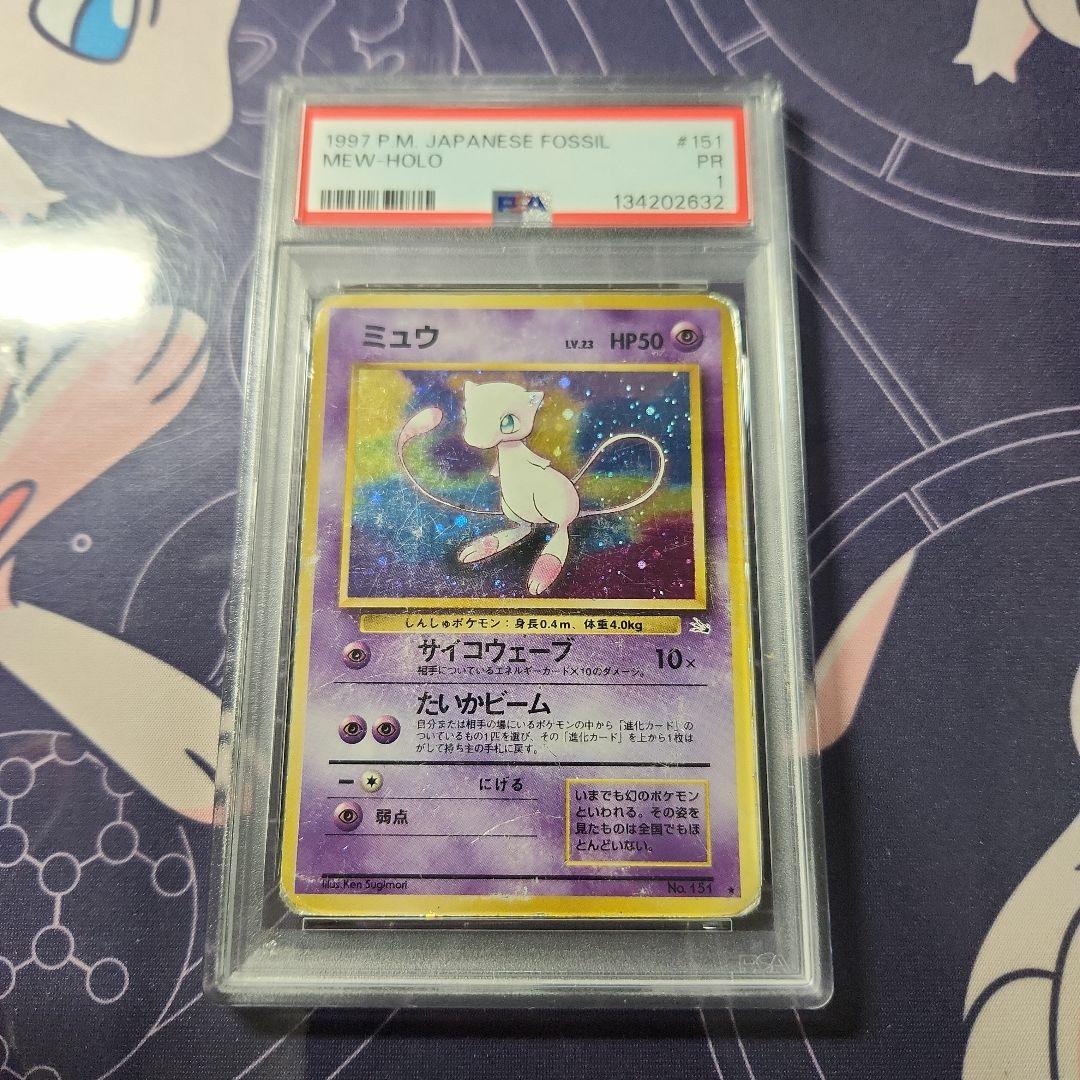 1997 P.M. JAPANESE FOSSIL #151
MEW-HOLO PR
1
PSA 134202632
ミュウ LV.23 HP50
しんしゅポケモン：身長0.4m、体重4.0kg
サイコウェーブ 10×
相手についているエネルギーカード×10のダメージ。
たいかビーム
自分または相手の場にいるポケモンの中から「進化カード」の
ついているもの1匹を選び、その「進化カード」を上から1枚は
がして持ち主の手札に戻す。
にげる
弱点
いまでも幻のポケモン
といわれる。その姿を
見たものは全国でもほ
とんどいない。
Illus. Ken Sugimori No. 151 ★
PSA